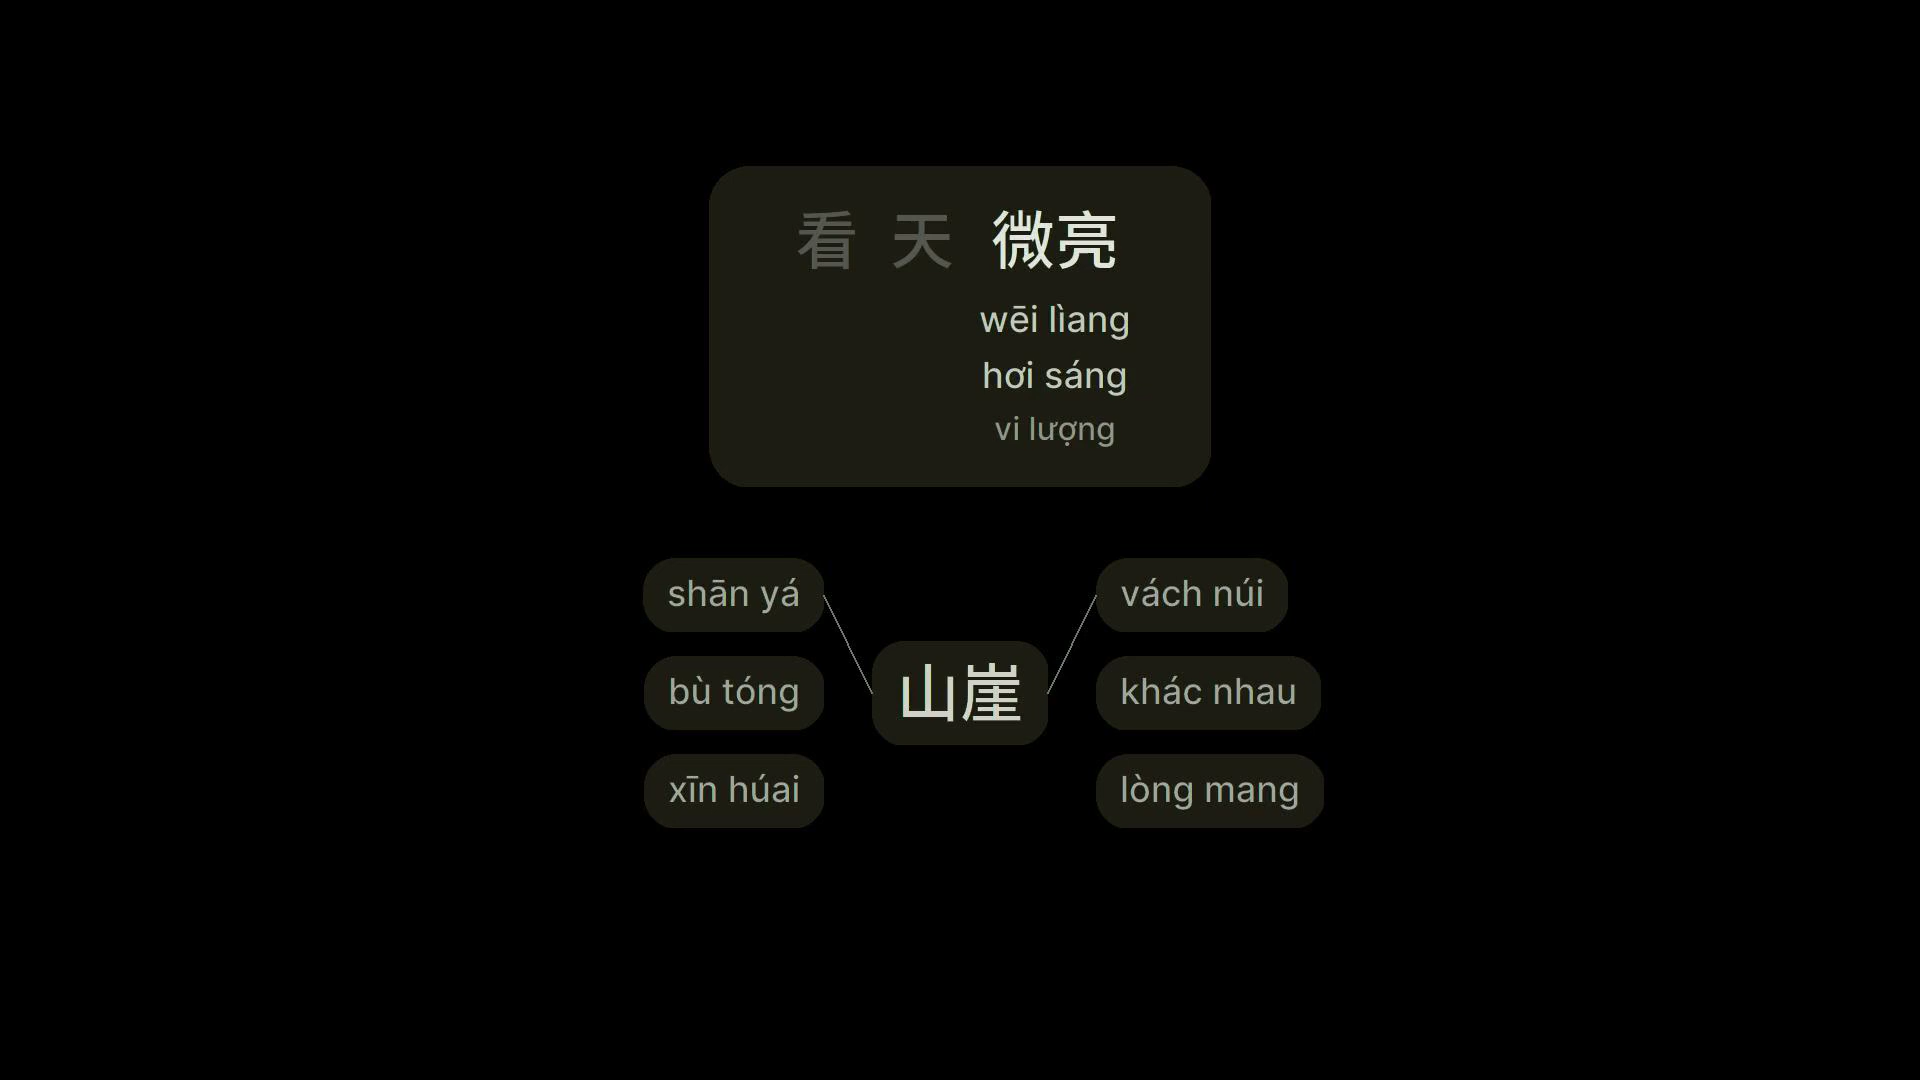 看 天 微亮
wēi lìang
hơi sáng
vi lượng
shān yá
vách núi
bù tóng
山崖
khác nhau
xīn húai
lòng mang